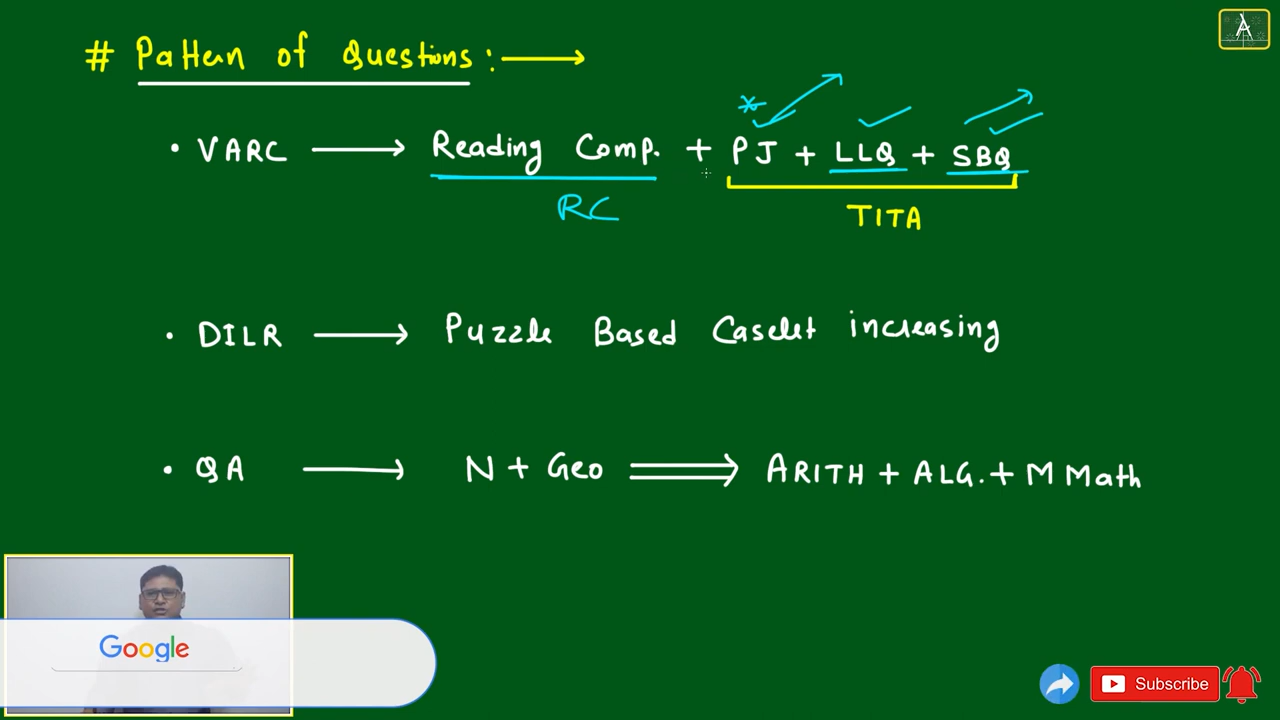 # Pattern of Questions :⟶
• VARC ⟶ Reading Comp. + PJ + LLQ + SBQ
RC TITA
• DILR ⟶ Puzzle Based Caselet increasing
• QA ⟶ N + Geo ⟹ ARITH + ALG. + M Math
Google
Subscribe